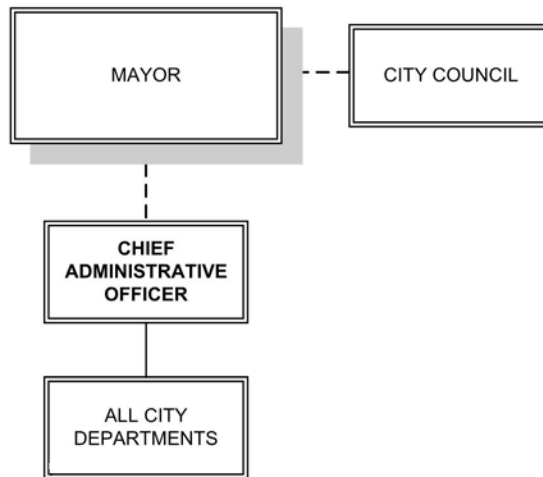 MAYOR
CITY COUNCIL
CHIEF
ADMINISTRATIVE
OFFICER
ALL CITY
DEPARTMENTS